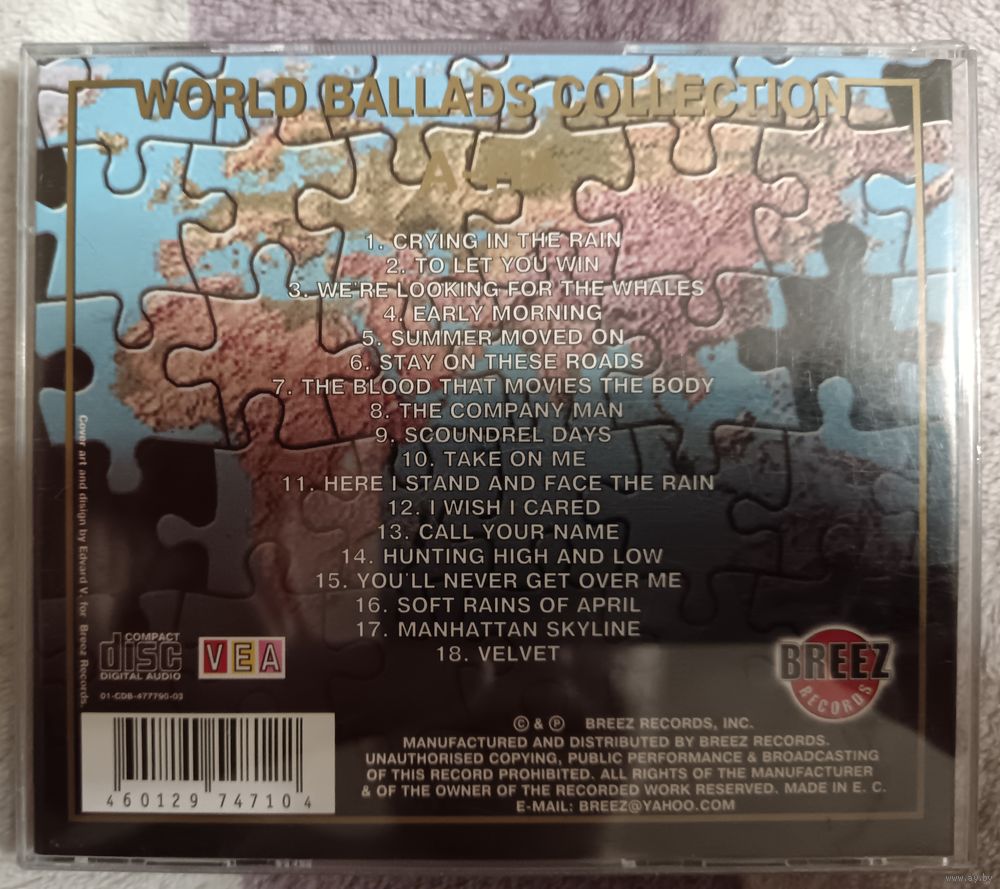 WORLD BALLADS COLLECTION
A-HA
1. CRYING IN THE RAIN
2. TO LET YOU WIN
3. WE'RE LOOKING FOR THE WHALES
4. EARLY MORNING
5. SUMMER MOVED ON
6. STAY ON THESE ROADS
7. THE BLOOD THAT MOVIES THE BODY
8. THE COMPANY MAN
9. SCOUNDREL DAYS
10. TAKE ON ME
11. HERE I STAND AND FACE THE RAIN
12. I WISH I CARED
13. CALL YOUR NAME
14. HUNTING HIGH AND LOW
15. YOU'LL NEVER GET OVER ME
16. SOFT RAINS OF APRIL
17. MANHATTAN SKYLINE
18. VELVET
Cover art and disign by Edvard V. for Breez Records.
COMPACT
disc
DIGITAL AUDIO
VEA
01-CDB-477790-03
BREEZ
RECORDS
© & ℗ BREEZ RECORDS, INC.
MANUFACTURED AND DISTRIBUTED BY BREEZ RECORDS.
UNAUTHORISED COPYING, PUBLIC PERFORMANCE & BROADCASTING
OF THIS RECORD PROHIBITED. ALL RIGHTS OF THE MANUFACTURER
& OF THE OWNER OF THE RECORDED WORK RESERVED. MADE IN E. C.
E-MAIL: BREEZ@YAHOO.COM
4 601297 47104
www.ay.by